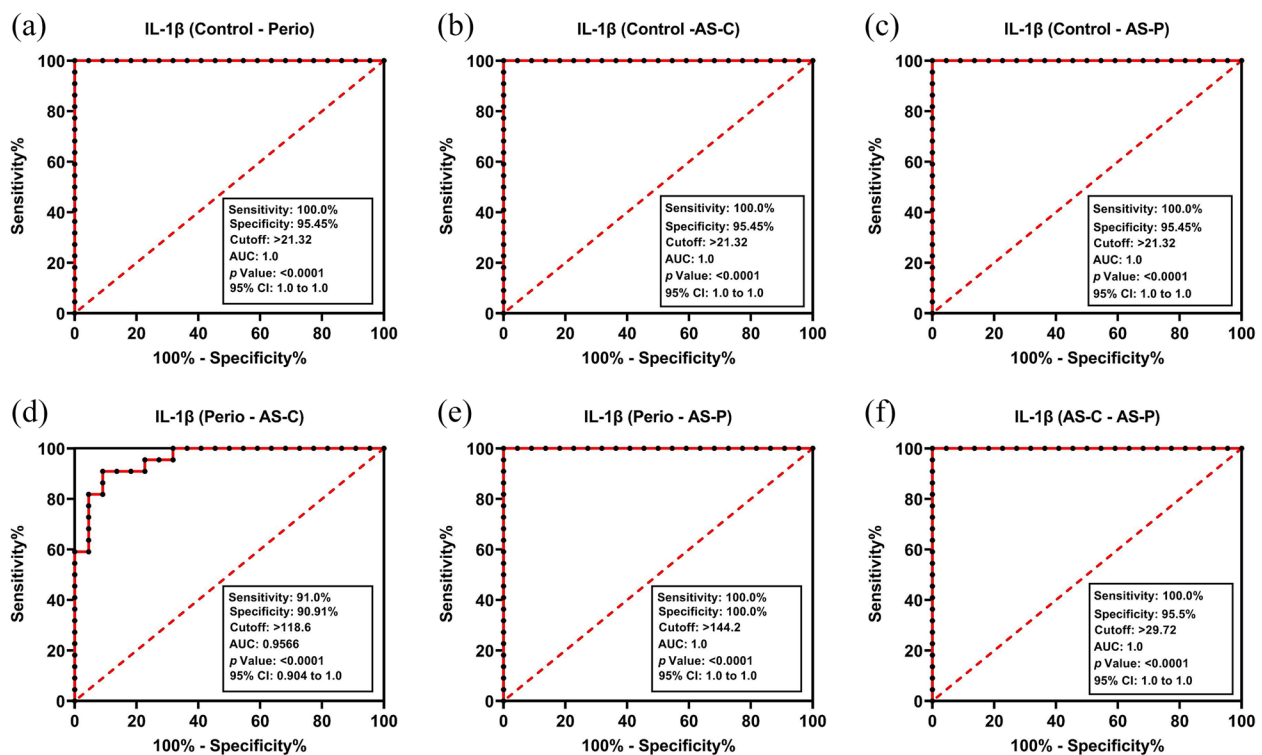 (a)
IL-1β (Control - Perio)
100
80
60
40
20
0
Sensitivity%
Sensitivity: 100.0%
Specificity: 95.45%
Cutoff: >21.32
AUC: 1.0
p Value: <0.0001
95% CI: 1.0 to 1.0
0 20 40 60 80 100
100% - Specificity%
(b)
IL-1β (Control -AS-C)
100
80
60
40
20
0
Sensitivity%
Sensitivity: 100.0%
Specificity: 95.45%
Cutoff: >21.32
AUC: 1.0
p Value: <0.0001
95% CI: 1.0 to 1.0
0 20 40 60 80 100
100% - Specificity%
(c)
IL-1β (Control - AS-P)
100
80
60
40
20
0
Sensitivity%
Sensitivity: 100.0%
Specificity: 95.45%
Cutoff: >21.32
AUC: 1.0
p Value: <0.0001
95% CI: 1.0 to 1.0
0 20 40 60 80 100
100% - Specificity%
(d)
IL-1β (Perio - AS-C)
100
80
60
40
20
0
Sensitivity%
Sensitivity: 91.0%
Specificity: 90.91%
Cutoff: >118.6
AUC: 0.9566
p Value: <0.0001
95% CI: 0.904 to 1.0
0 20 40 60 80 100
100% - Specificity%
(e)
IL-1β (Perio - AS-P)
100
80
60
40
20
0
Sensitivity%
Sensitivity: 100.0%
Specificity: 100.0%
Cutoff: >144.2
AUC: 1.0
p Value: <0.0001
95% CI: 1.0 to 1.0
0 20 40 60 80 100
100% - Specificity%
(f)
IL-1β (AS-C - AS-P)
100
80
60
40
20
0
Sensitivity%
Sensitivity: 100.0%
Specificity: 95.5%
Cutoff: >29.72
AUC: 1.0
p Value: <0.0001
95% CI: 1.0 to 1.0
0 20 40 60 80 100
100% - Specificity%